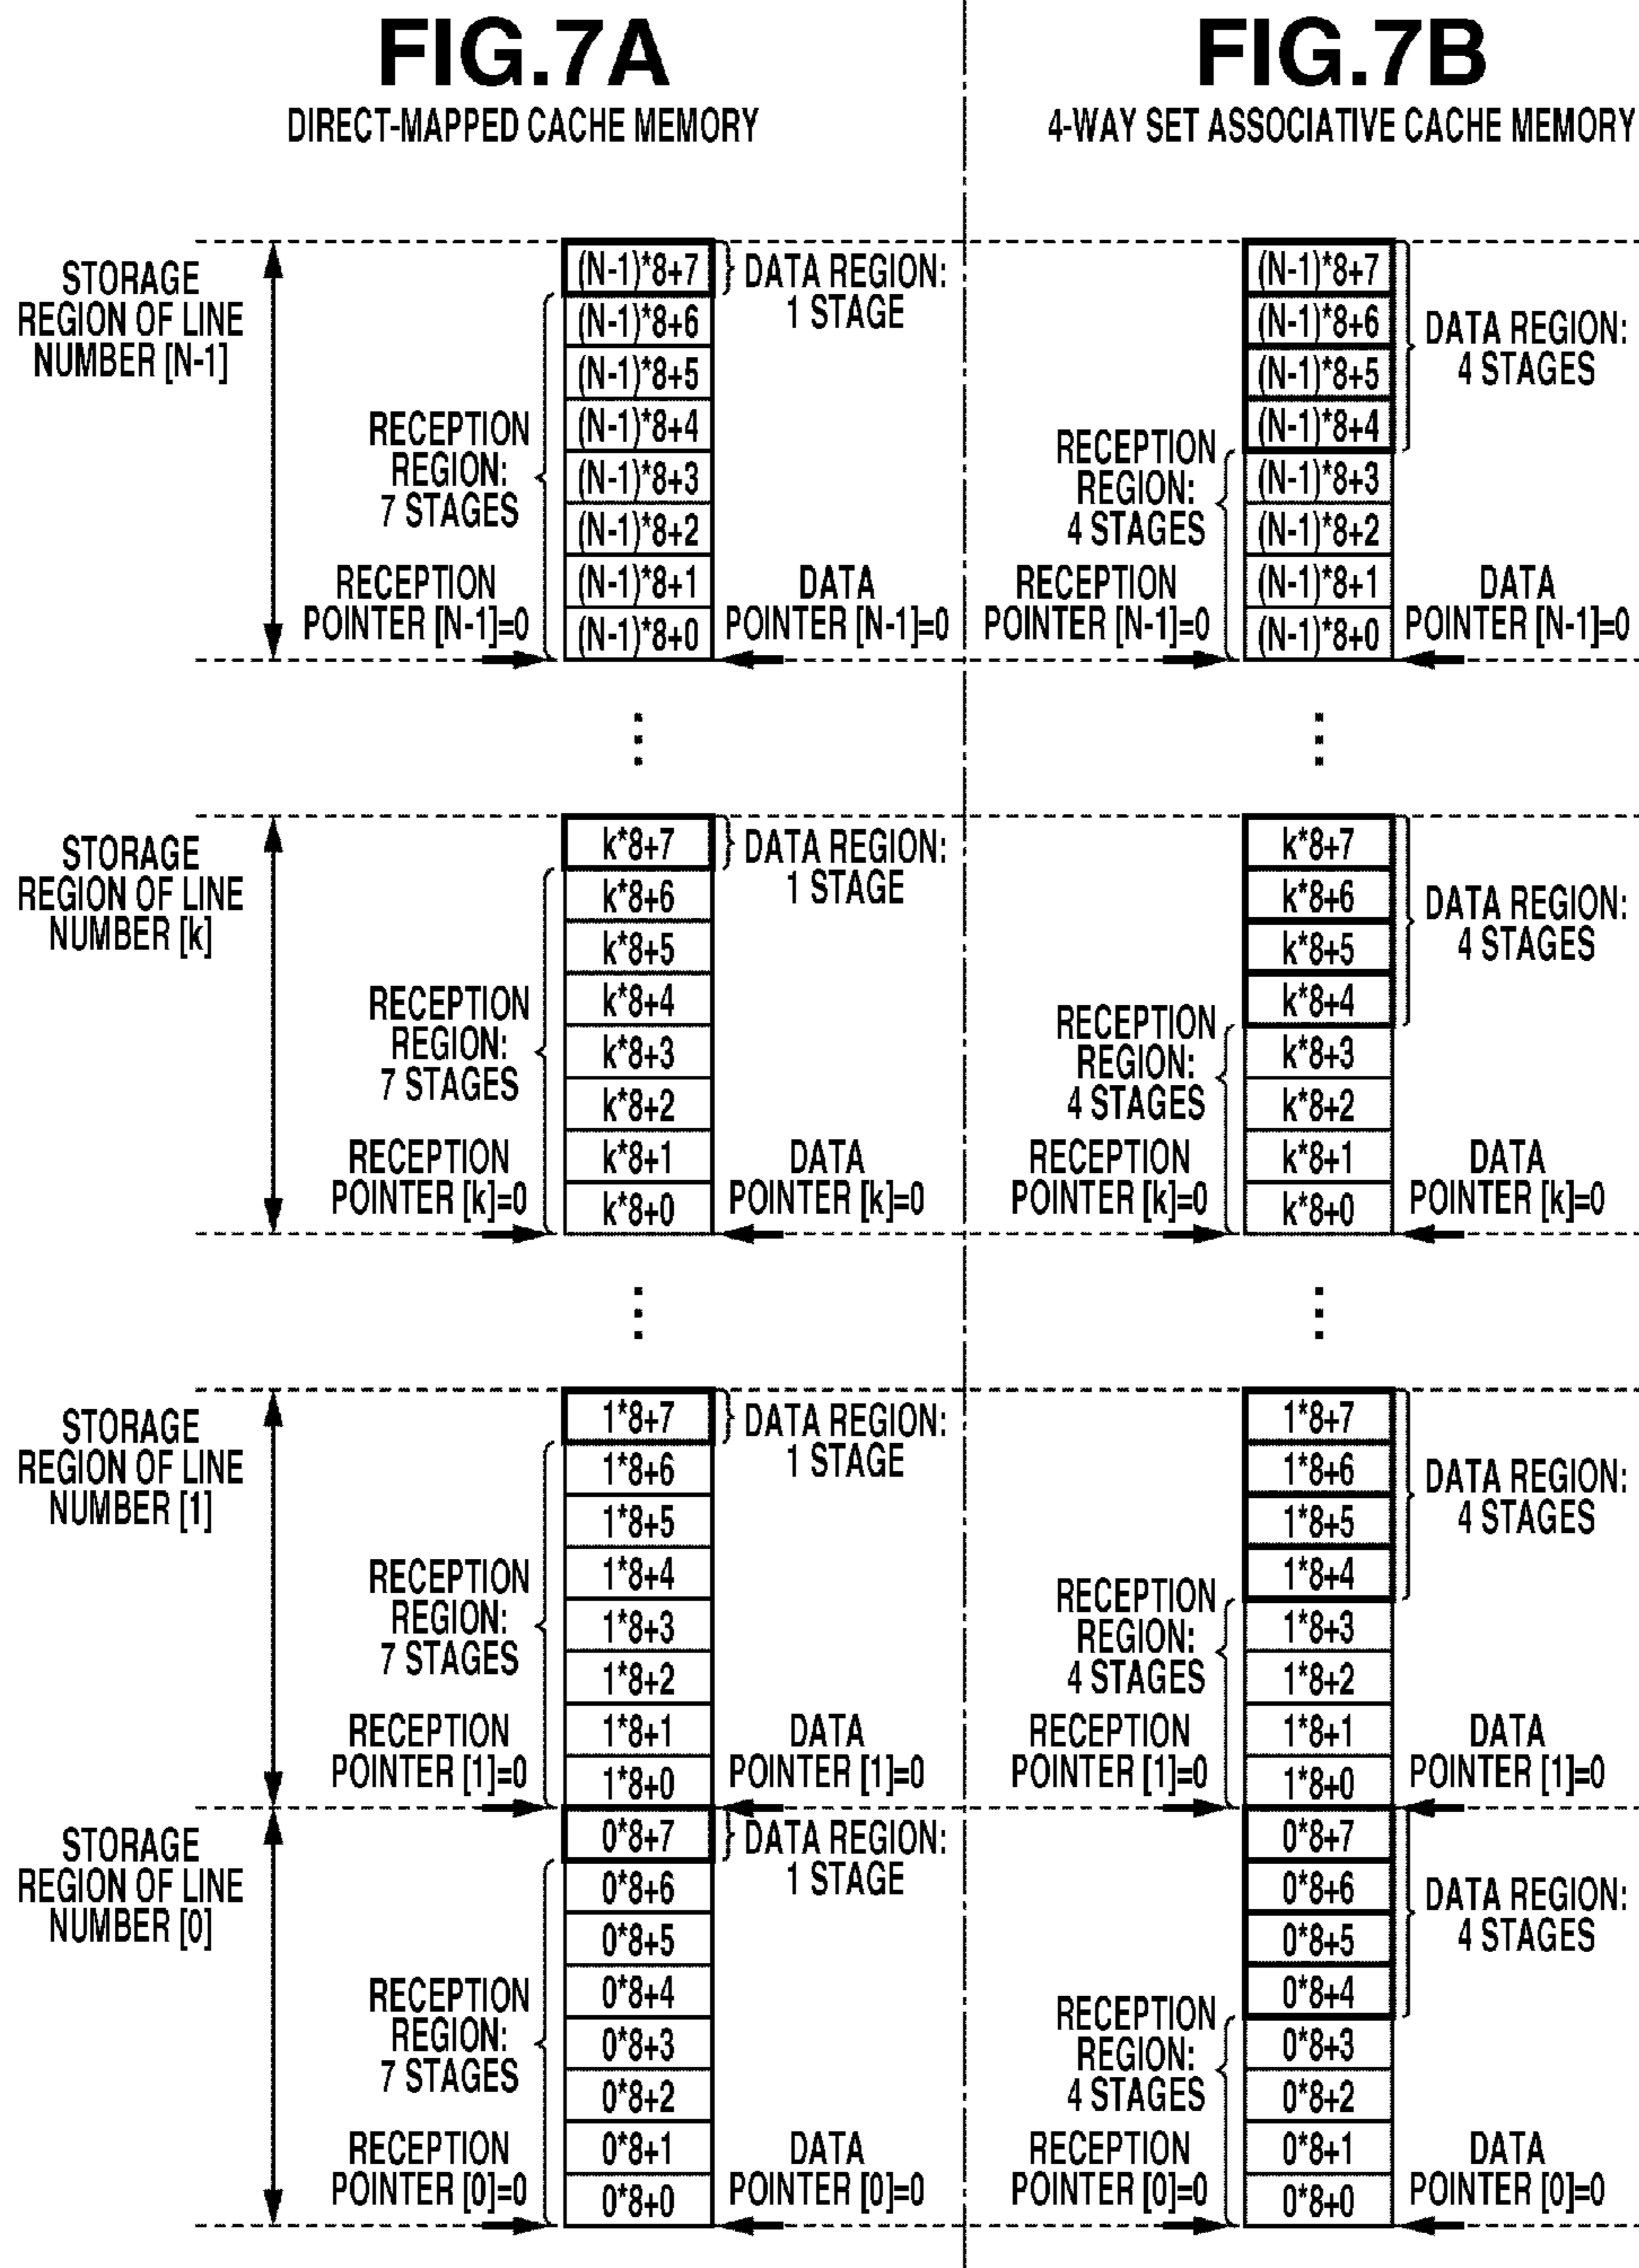 FIG.7A
DIRECT-MAPPED CACHE MEMORY
STORAGE
REGION OF LINE
NUMBER [N-1]
(N-1)*8+7
(N-1)*8+6
(N-1)*8+5
(N-1)*8+4
(N-1)*8+3
(N-1)*8+2
(N-1)*8+1
(N-1)*8+0
DATA REGION:
1 STAGE
RECEPTION
REGION:
7 STAGES
RECEPTION
POINTER [N-1]=0
DATA
POINTER [N-1]=0
STORAGE
REGION OF LINE
NUMBER [k]
k*8+7
k*8+6
k*8+5
k*8+4
k*8+3
k*8+2
k*8+1
k*8+0
DATA REGION:
1 STAGE
RECEPTION
REGION:
7 STAGES
RECEPTION
POINTER [k]=0
DATA
POINTER [k]=0
STORAGE
REGION OF LINE
NUMBER [1]
1*8+7
1*8+6
1*8+5
1*8+4
1*8+3
1*8+2
1*8+1
1*8+0
DATA REGION:
1 STAGE
RECEPTION
REGION:
7 STAGES
RECEPTION
POINTER [1]=0
DATA
POINTER [1]=0
STORAGE
REGION OF LINE
NUMBER [0]
0*8+7
0*8+6
0*8+5
0*8+4
0*8+3
0*8+2
0*8+1
0*8+0
DATA REGION:
1 STAGE
RECEPTION
REGION:
7 STAGES
RECEPTION
POINTER [0]=0
DATA
POINTER [0]=0
FIG.7B
4-WAY SET ASSOCIATIVE CACHE MEMORY
(N-1)*8+7
(N-1)*8+6
(N-1)*8+5
(N-1)*8+4
(N-1)*8+3
(N-1)*8+2
(N-1)*8+1
(N-1)*8+0
DATA REGION:
4 STAGES
RECEPTION
REGION:
4 STAGES
RECEPTION
POINTER [N-1]=0
DATA
POINTER [N-1]=0
k*8+7
k*8+6
k*8+5
k*8+4
k*8+3
k*8+2
k*8+1
k*8+0
DATA REGION:
4 STAGES
RECEPTION
REGION:
4 STAGES
RECEPTION
POINTER [k]=0
DATA
POINTER [k]=0
1*8+7
1*8+6
1*8+5
1*8+4
1*8+3
1*8+2
1*8+1
1*8+0
DATA REGION:
4 STAGES
RECEPTION
REGION:
4 STAGES
RECEPTION
POINTER [1]=0
DATA
POINTER [1]=0
0*8+7
0*8+6
0*8+5
0*8+4
0*8+3
0*8+2
0*8+1
0*8+0
DATA REGION:
4 STAGES
RECEPTION
REGION:
4 STAGES
RECEPTION
POINTER [0]=0
DATA
POINTER [0]=0